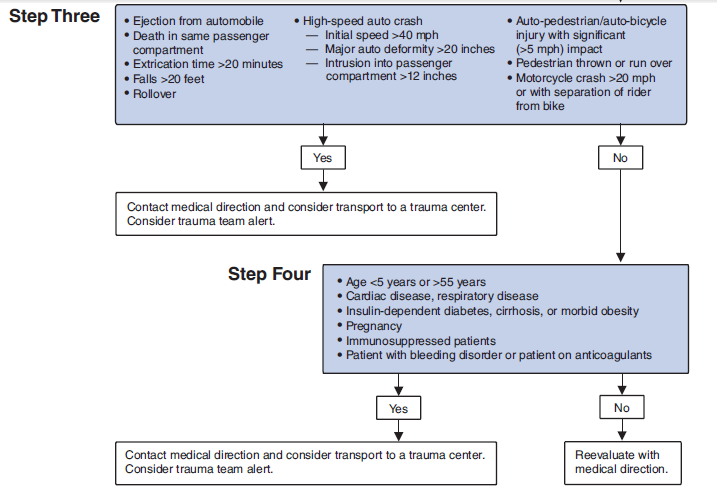 Step Three
• Ejection from automobile
• Death in same passenger
compartment
• Extrication time >20 minutes
• Falls >20 feet
• Rollover
• High-speed auto crash
— Initial speed >40 mph
— Major auto deformity >20 inches
— Intrusion into passenger
compartment >12 inches
• Auto-pedestrian/auto-bicycle
injury with significant
(>5 mph) impact
• Pedestrian thrown or run over
• Motorcycle crash >20 mph
or with separation of rider
from bike
Yes
No
Contact medical direction and consider transport to a trauma center.
Consider trauma team alert.
Step Four
• Age <5 years or >55 years
• Cardiac disease, respiratory disease
• Insulin-dependent diabetes, cirrhosis, or morbid obesity
• Pregnancy
• Immunosuppressed patients
• Patient with bleeding disorder or patient on anticoagulants
Yes
No
Contact medical direction and consider transport to a trauma center.
Consider trauma team alert.
Reevaluate with
medical direction.